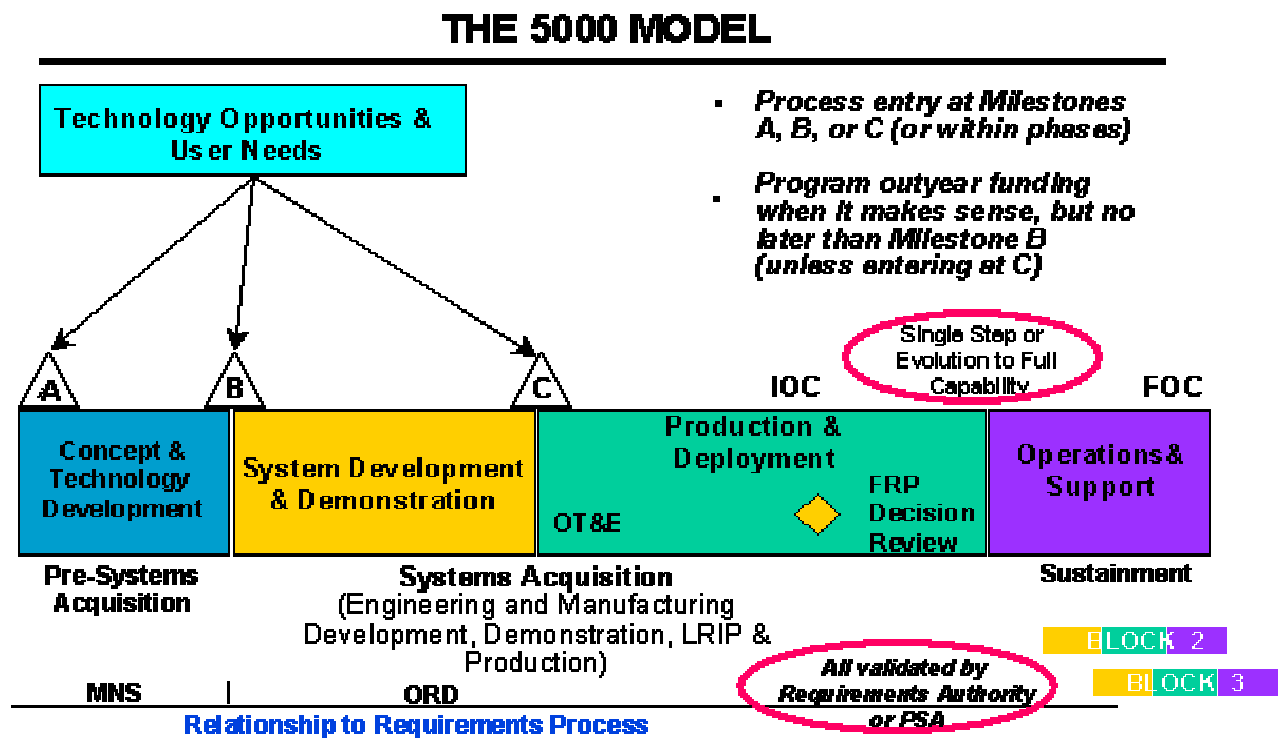 THE 5000 MODEL
Technology Opportunities &
User Needs
▪ Process entry at Milestones
A, B, or C (or within phases)
▪ Program outyear funding
when it makes sense, but no
later than Milestone B
(unless entering at C)
Single Step or
Evolution to Full
Capability
A
B
C
IOC
FOC
Concept &
Technology
Development
System Development
& Demonstration
Production &
Deployment
OT&E
FRP
Decision
Review
Operations&
Support
Pre-Systems
Acquisition
Systems Acquisition
(Engineering and Manufacturing
Development, Demonstration, LRIP &
Production)
Sustainment
BLOCK 2
BLOCK 3
All validated by
Requirements Authority
or PSA
MNS
|
ORD
Relationship to Requirements Process